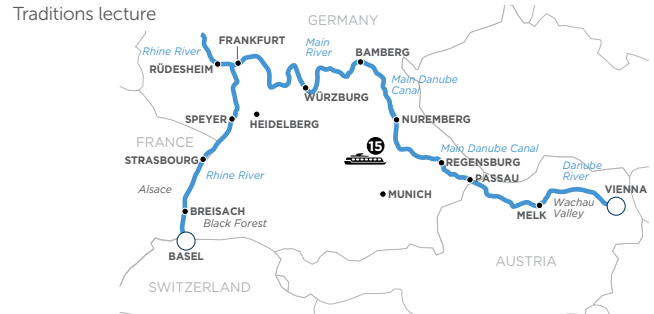 Traditions lecture
GERMANY
FRANKFURT
Rhine River
Main
River
BAMBERG
RÜDESHEIM
Main Danube
Canal
WÜRZBURG
SPEYER
HEIDELBERG
NUREMBERG
FRANCE
15
Main Danube Canal
STRASBOURG
REGENSBURG
Rhine River
PASSAU
Danube
River
Alsace
MUNICH
VIENNA
BREISACH
Wachau
Valley
MELK
Black Forest
BASEL
AUSTRIA
SWITZERLAND